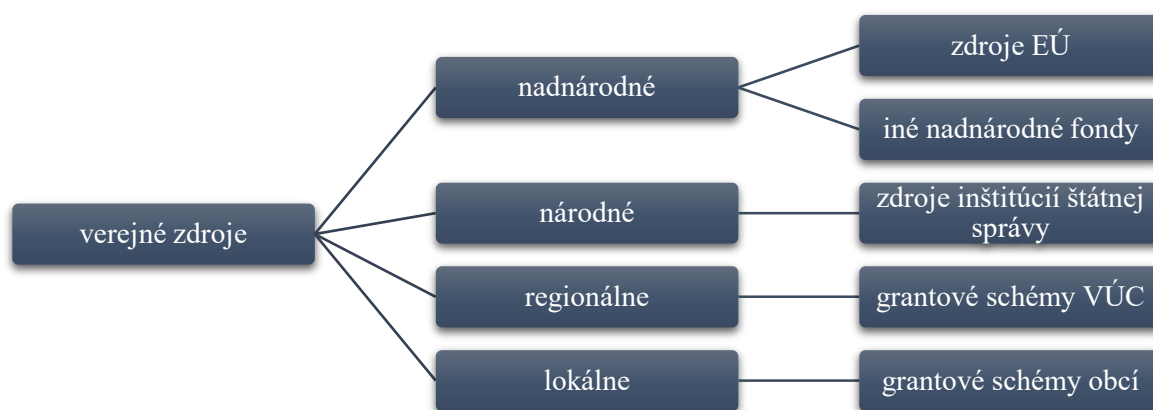 verejné zdroje
nadnárodné
zdroje EÚ
iné nadnárodné fondy
národné
zdroje inštitúcií štátnej
správy
regionálne
grantové schémy VÚC
lokálne
grantové schémy obcí